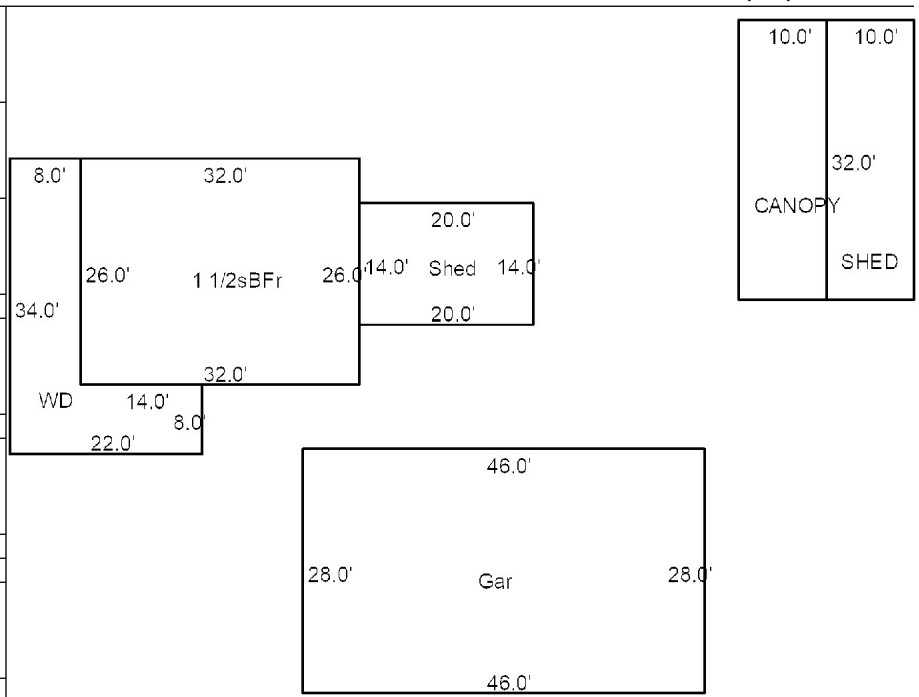 10.0' 10.0'
32.0'
CANOPY
SHED
8.0' 32.0'
26.0' 1 1/2sBFr 26.0'
34.0'
32.0'
WD 14.0'
8.0'
22.0'
20.0'
14.0' Shed 14.0'
20.0'
46.0'
28.0' Gar 28.0'
46.0'